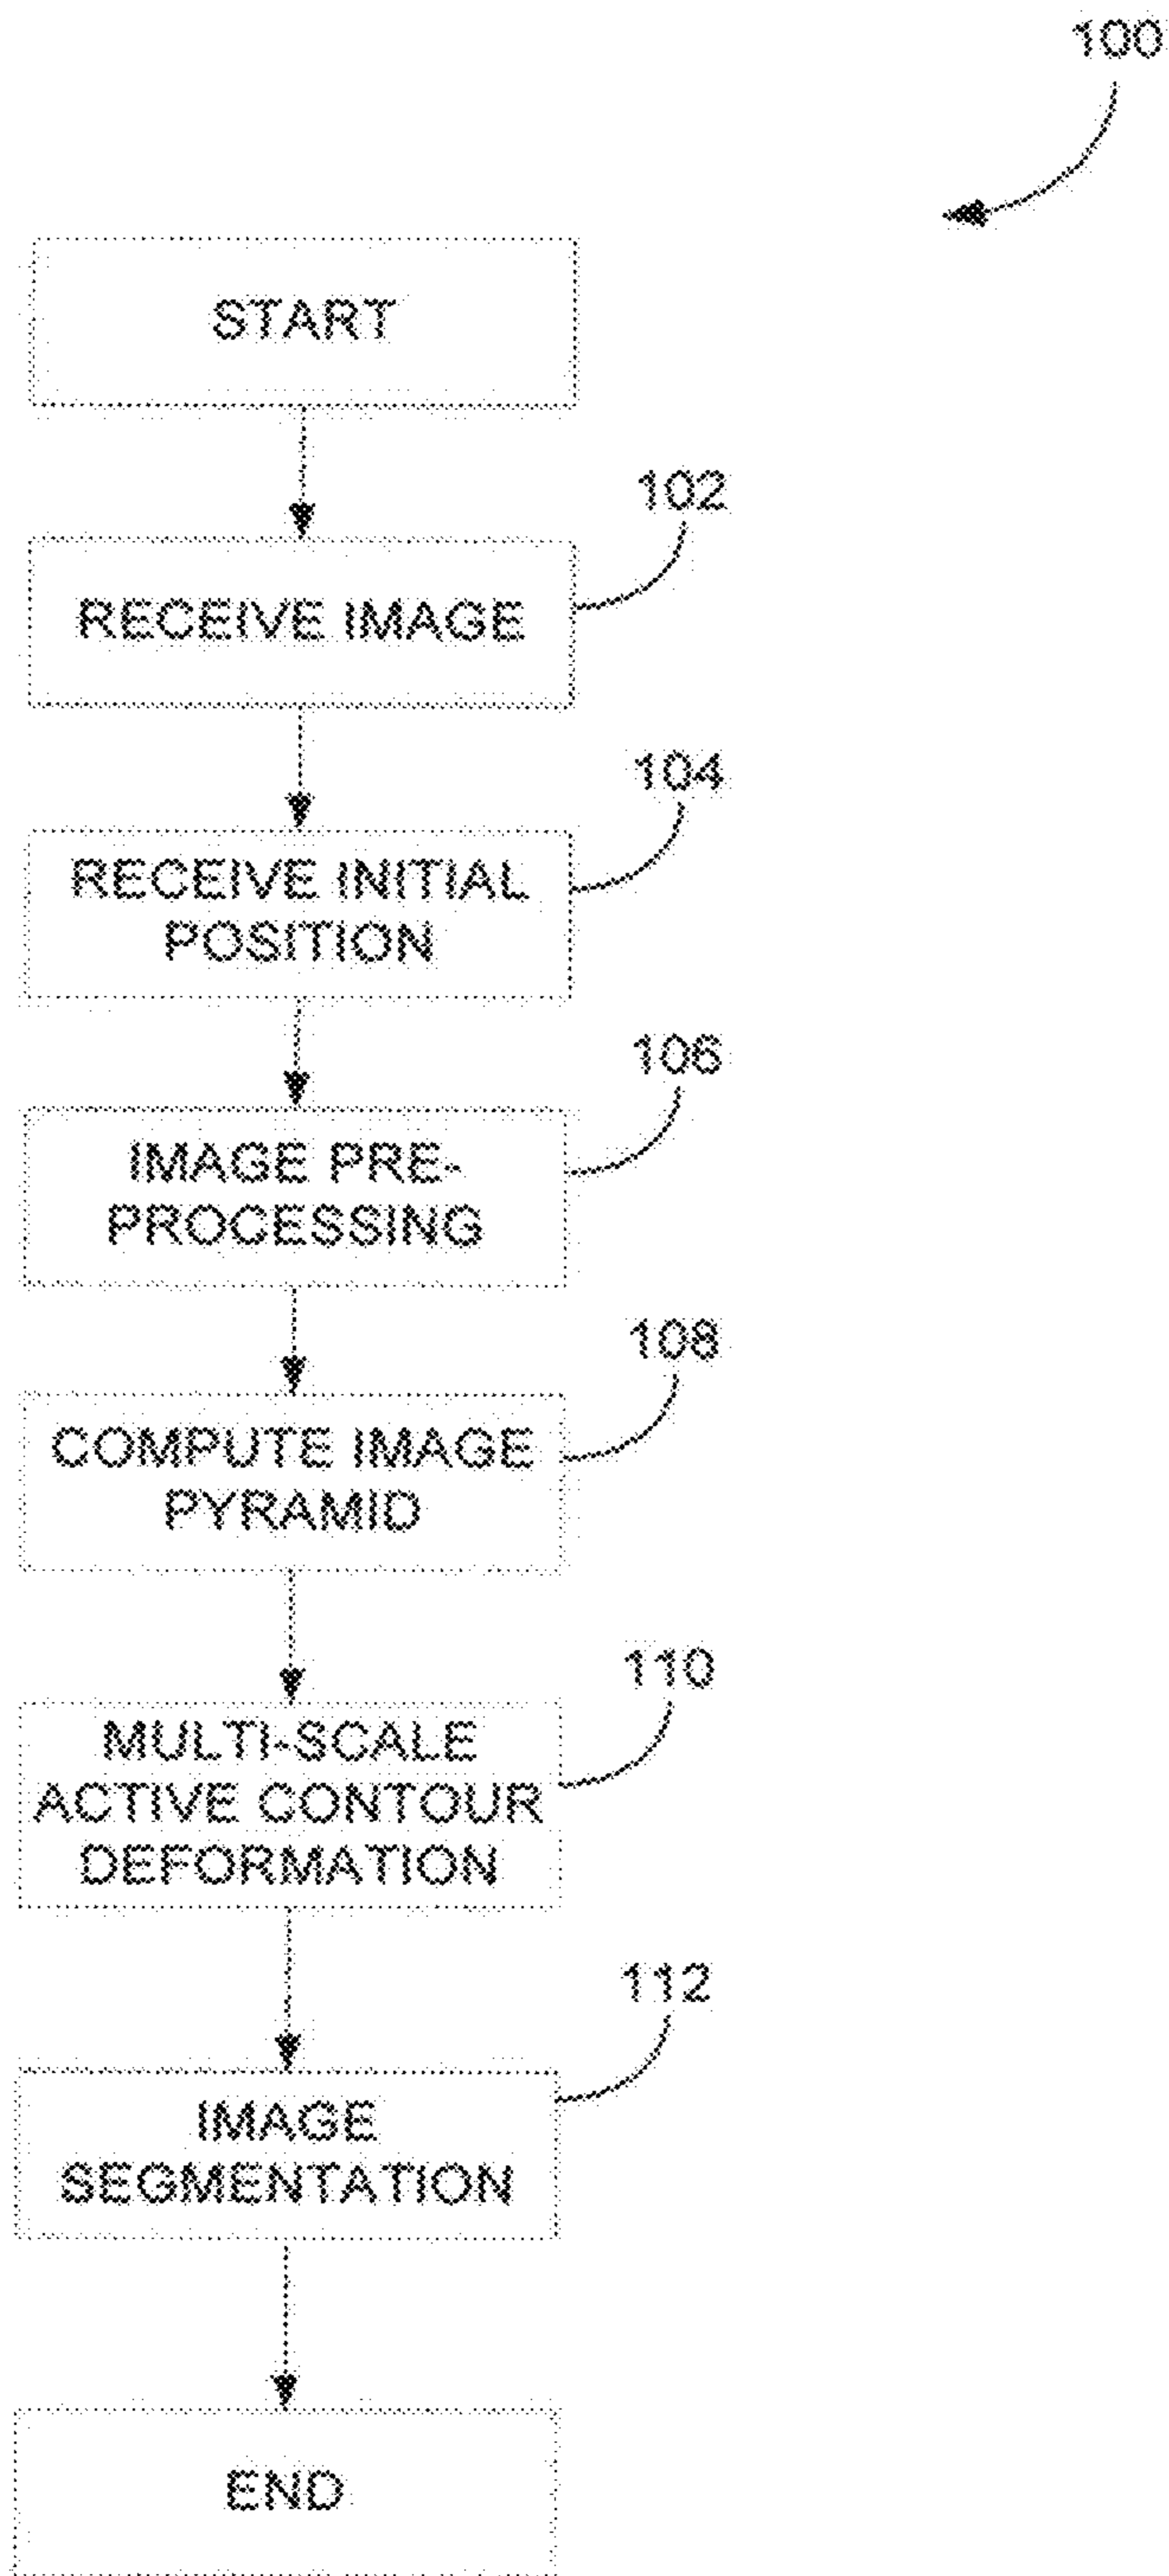 100
START
102
RECEIVE IMAGE
104
RECEIVE INITIAL
POSITION
106
IMAGE PRE-
PROCESSING
108
COMPUTE IMAGE
PYRAMID
110
MULTI-SCALE
ACTIVE CONTOUR
DEFORMATION
112
IMAGE
SEGMENTATION
END